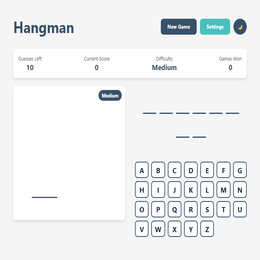 Hangman
New Game
Settings
Guesses Left
Current Score
Difficulty
Games Won
10
0
Medium
0
Medium
A B C D E F G
H I J K L M N
O P Q R S T U
V W X Y Z